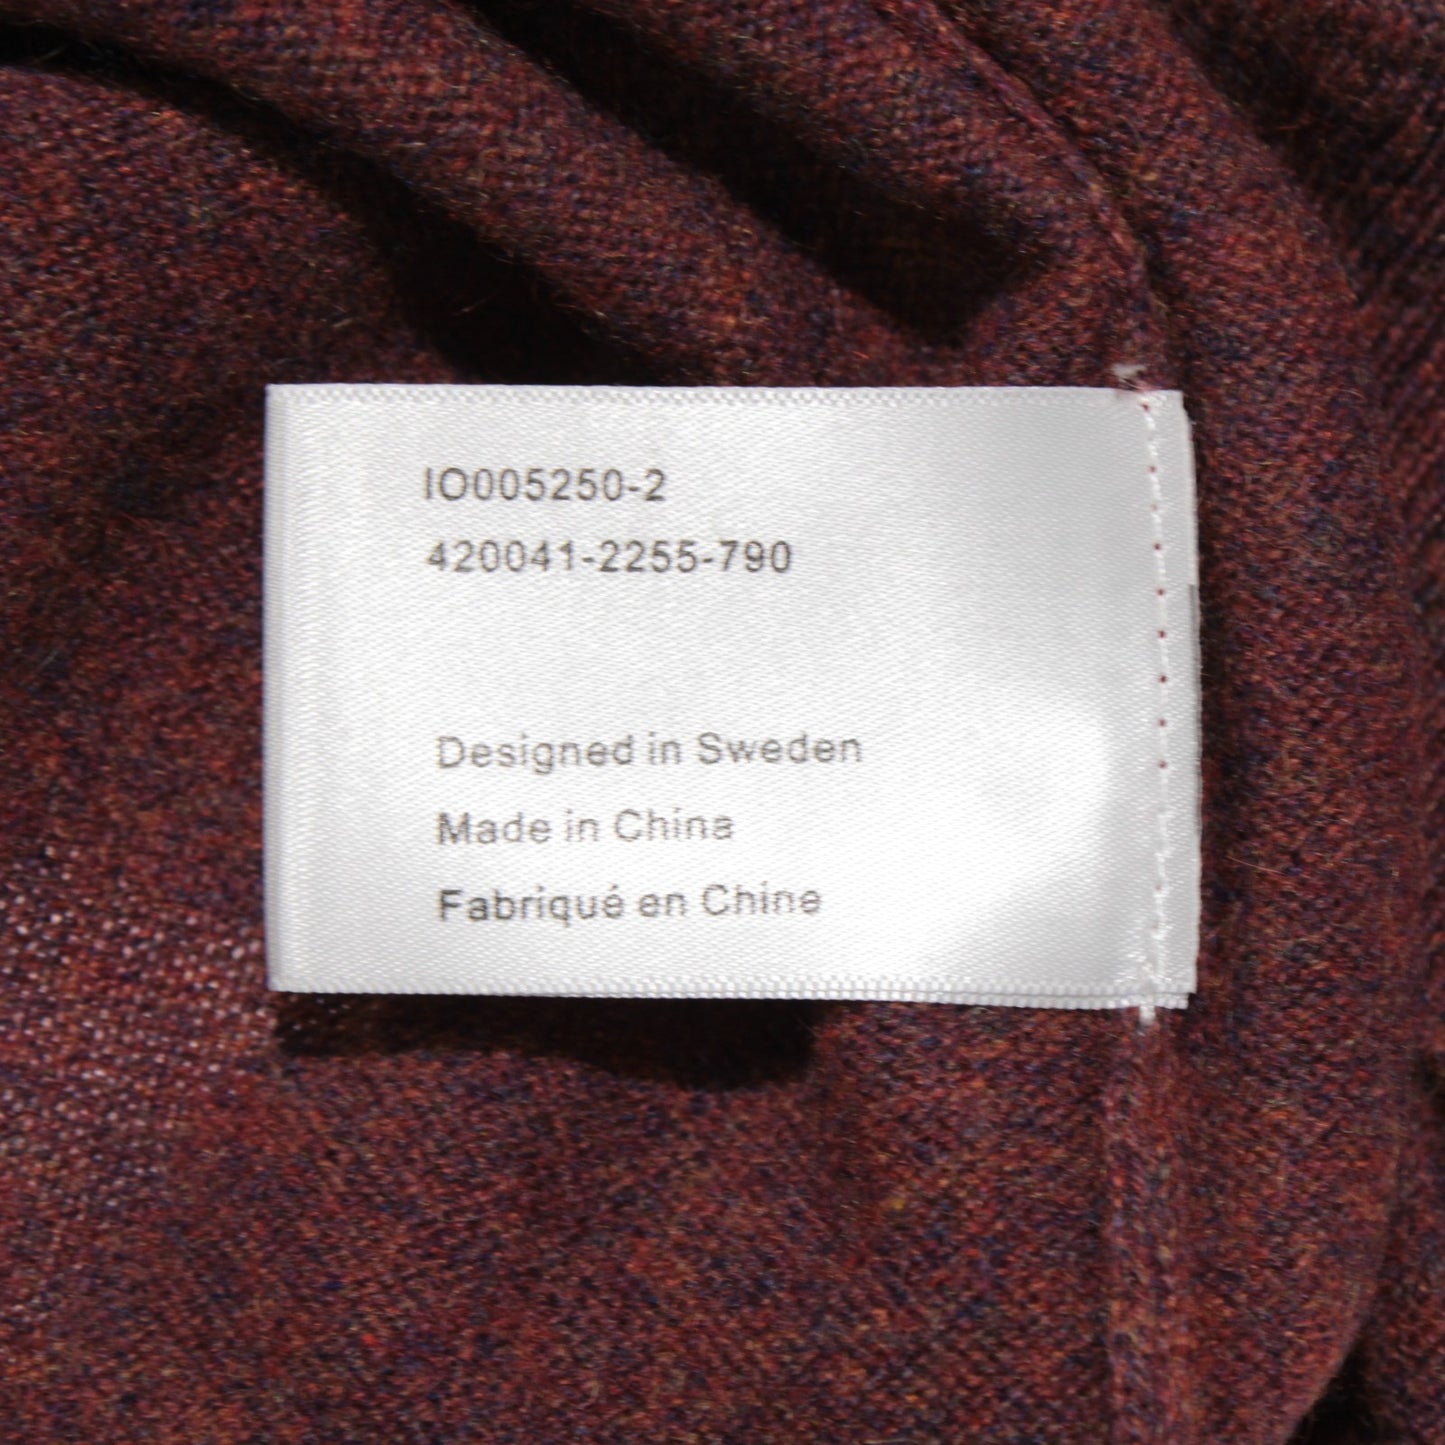 IO005250-2
420041-2255-790
Designed in Sweden
Made in China
Fabriqué en Chine